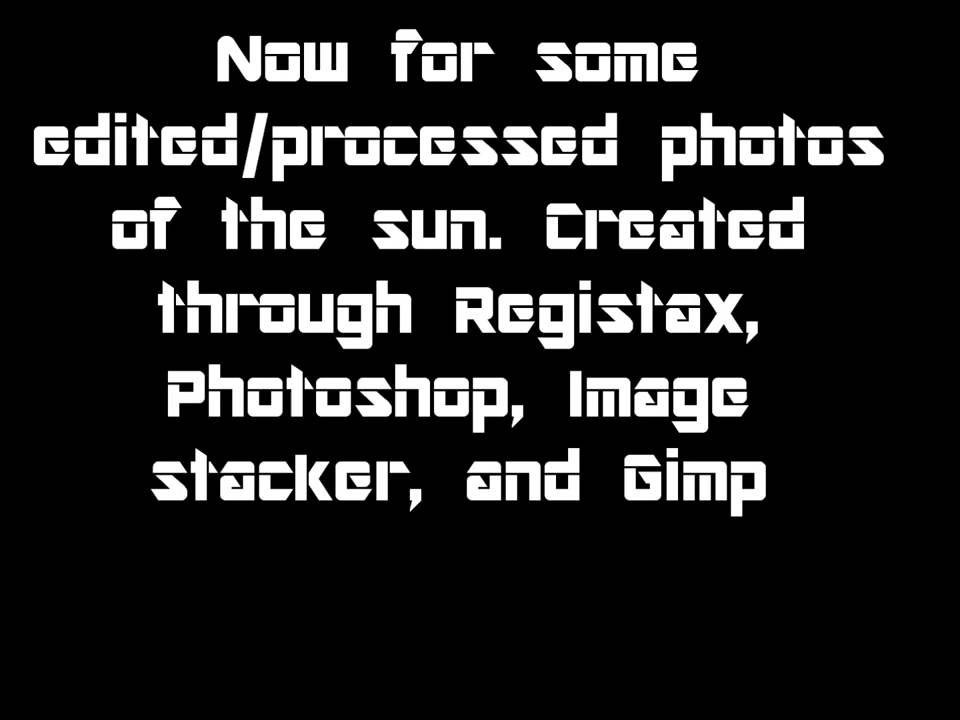 Now for some
edited/processed photos
of the sun. Created
through Registax,
Photoshop, Image
stacker, and Gimp